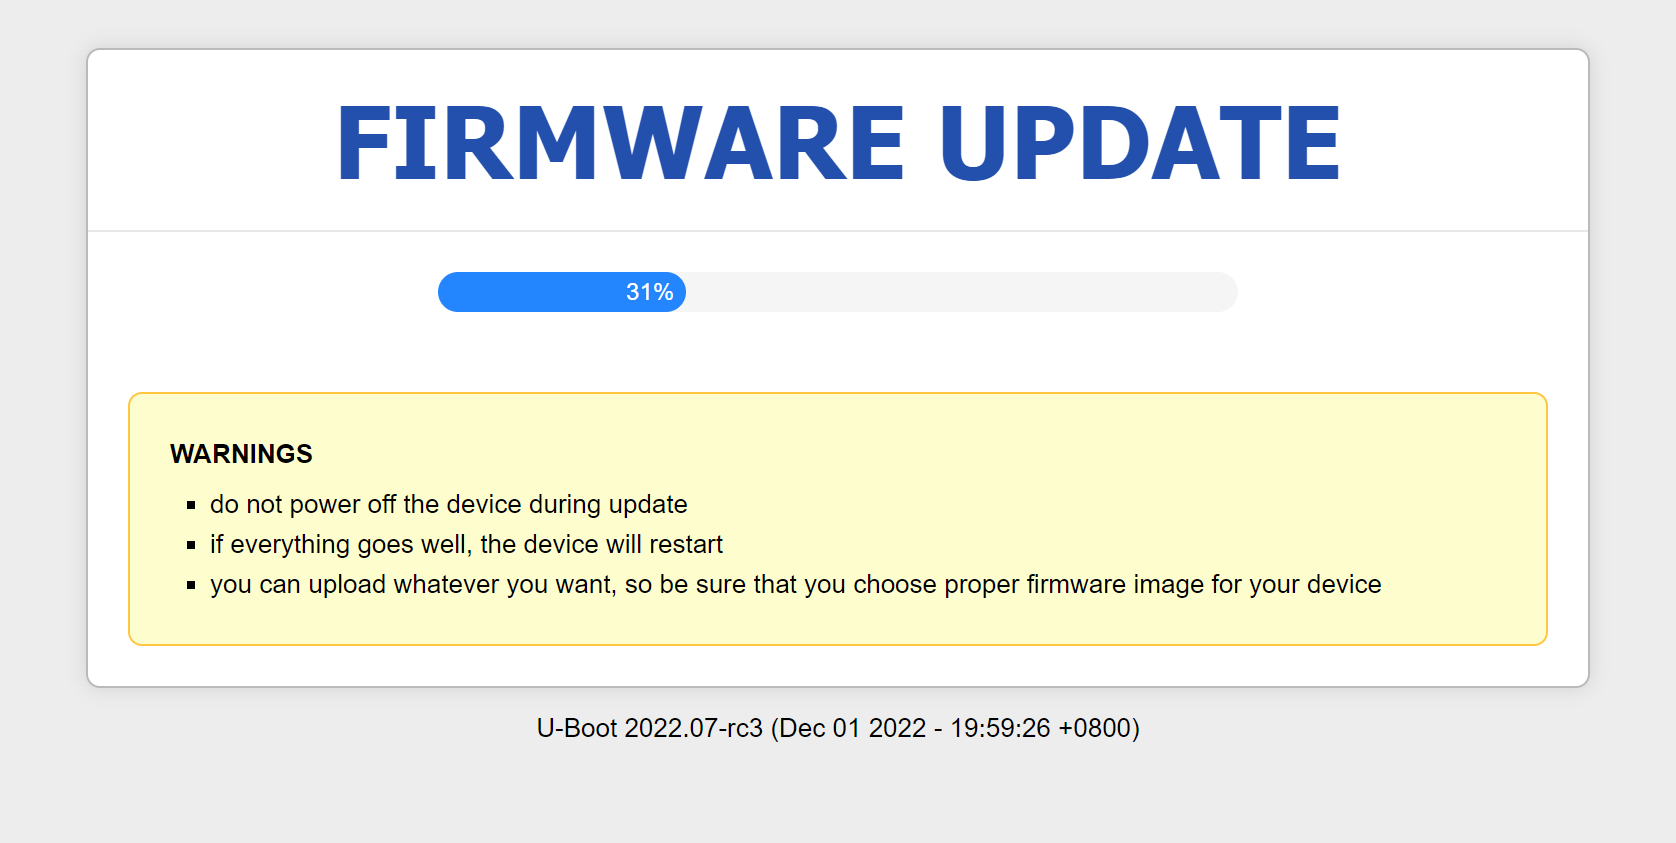 FIRMWARE UPDATE
31%
WARNINGS
do not power off the device during update
if everything goes well, the device will restart
you can upload whatever you want, so be sure that you choose proper firmware image for your device
U-Boot 2022.07-rc3 (Dec 01 2022 - 19:59:26 +0800)